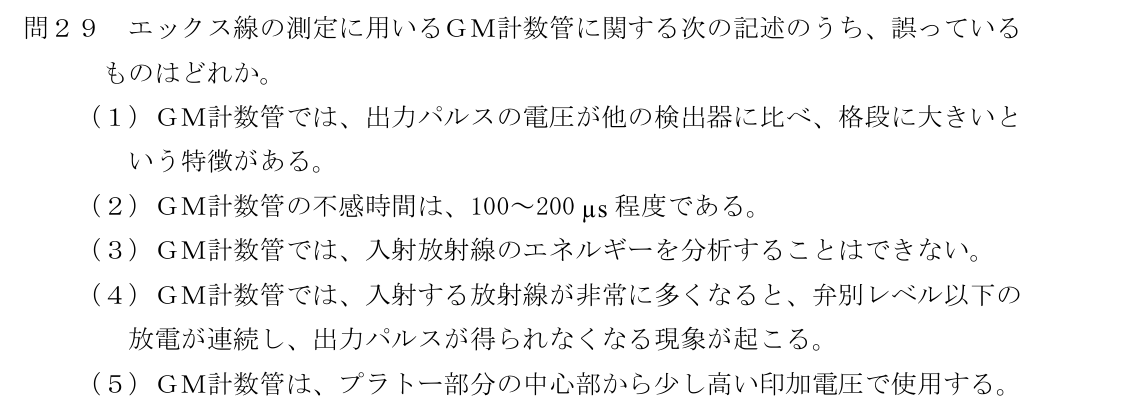 問２９　エックス線の測定に用いるＧＭ計数管に関する次の記述のうち、誤っている
ものはどれか。
（１）ＧＭ計数管では、出力パルスの電圧が他の検出器に比べ、格段に大きいと
いう特徴がある。
（２）ＧＭ計数管の不感時間は、100～200 µs 程度である。
（３）ＧＭ計数管では、入射放射線のエネルギーを分析することはできない。
（４）ＧＭ計数管では、入射する放射線が非常に多くなると、弁別レベル以下の
放電が連続し、出力パルスが得られなくなる現象が起こる。
（５）ＧＭ計数管は、プラトー部分の中心部から少し高い印加電圧で使用する。